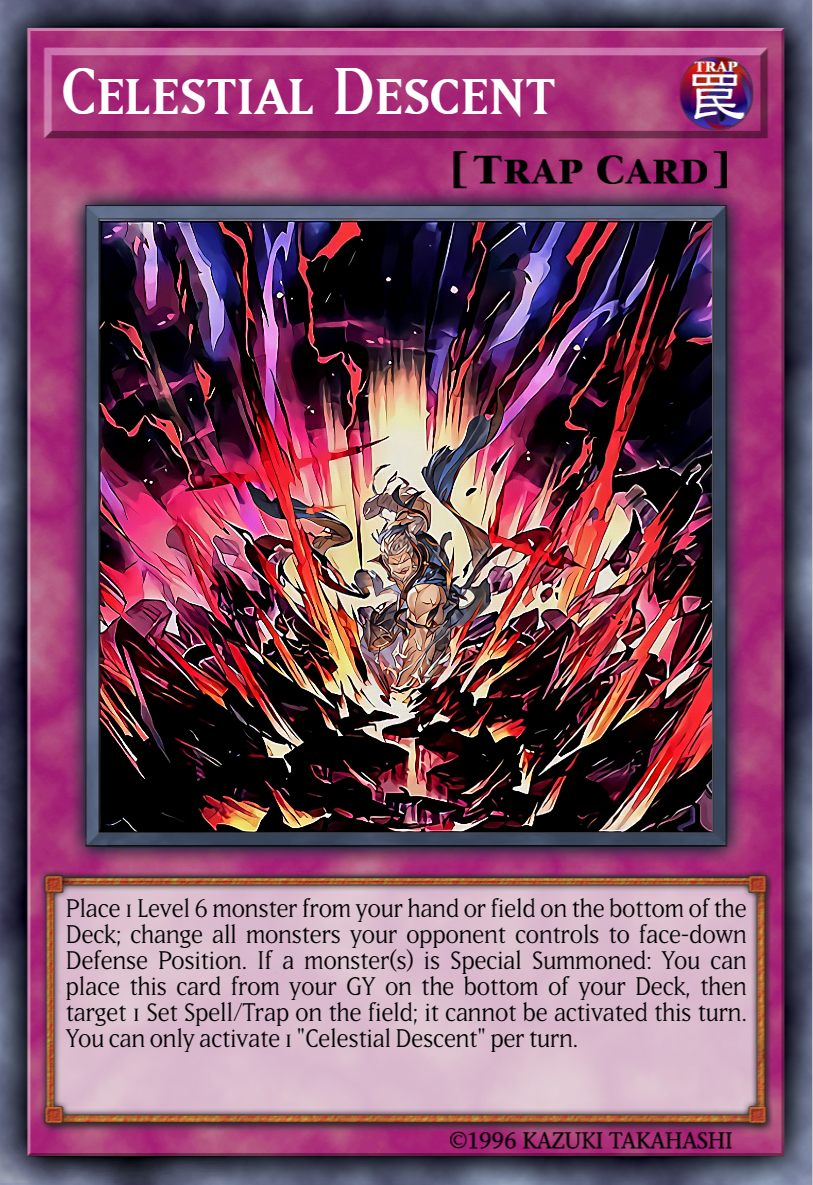 Celestial Descent
TRAP
罠
[Trap Card]
Place 1 Level 6 monster from your hand or field on the bottom of the
Deck; change all monsters your opponent controls to face-down
Defense Position. If a monster(s) is Special Summoned: You can
place this card from your GY on the bottom of your Deck, then
target 1 Set Spell/Trap on the field; it cannot be activated this turn.
You can only activate 1 "Celestial Descent" per turn.
©1996 KAZUKI TAKAHASHI